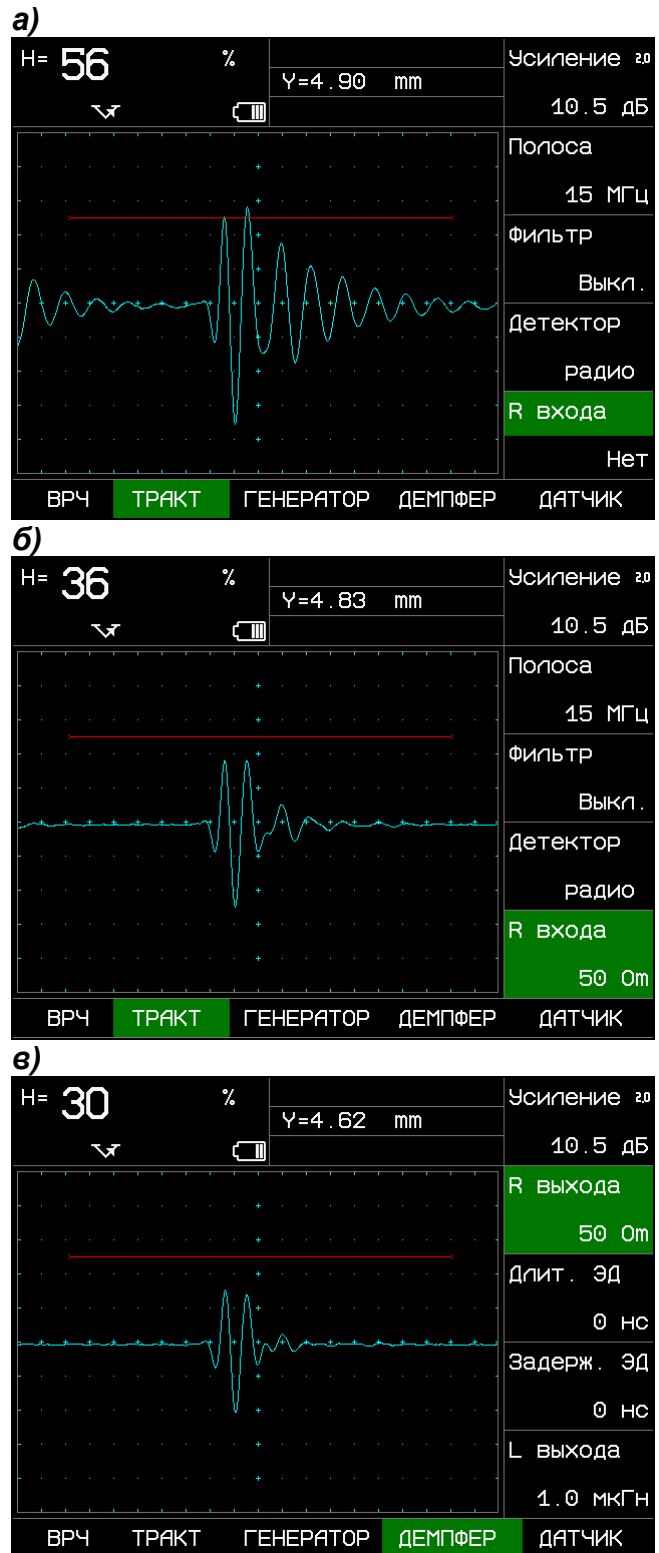 а)
H= 56 %
Y=4.90 mm
Усиление 2.0
10.5 дБ
Полоса
15 МГц
Фильтр
Выкл.
Детектор
радио
R входа
Нет
ВРЧ ТРАКТ ГЕНЕРАТОР ДЕМПФЕР ДАТЧИК
б)
H= 36 %
Y=4.83 mm
Усиление 2.0
10.5 дБ
Полоса
15 МГц
Фильтр
Выкл.
Детектор
радио
R входа
50 Om
ВРЧ ТРАКТ ГЕНЕРАТОР ДЕМПФЕР ДАТЧИК
в)
H= 30 %
Y=4.62 mm
Усиление 2.0
10.5 дБ
R выхода
50 Om
Длит. ЭД
0 нс
Задерж. ЭД
0 нс
L выхода
1.0 мкГн
ВРЧ ТРАКТ ГЕНЕРАТОР ДЕМПФЕР ДАТЧИК